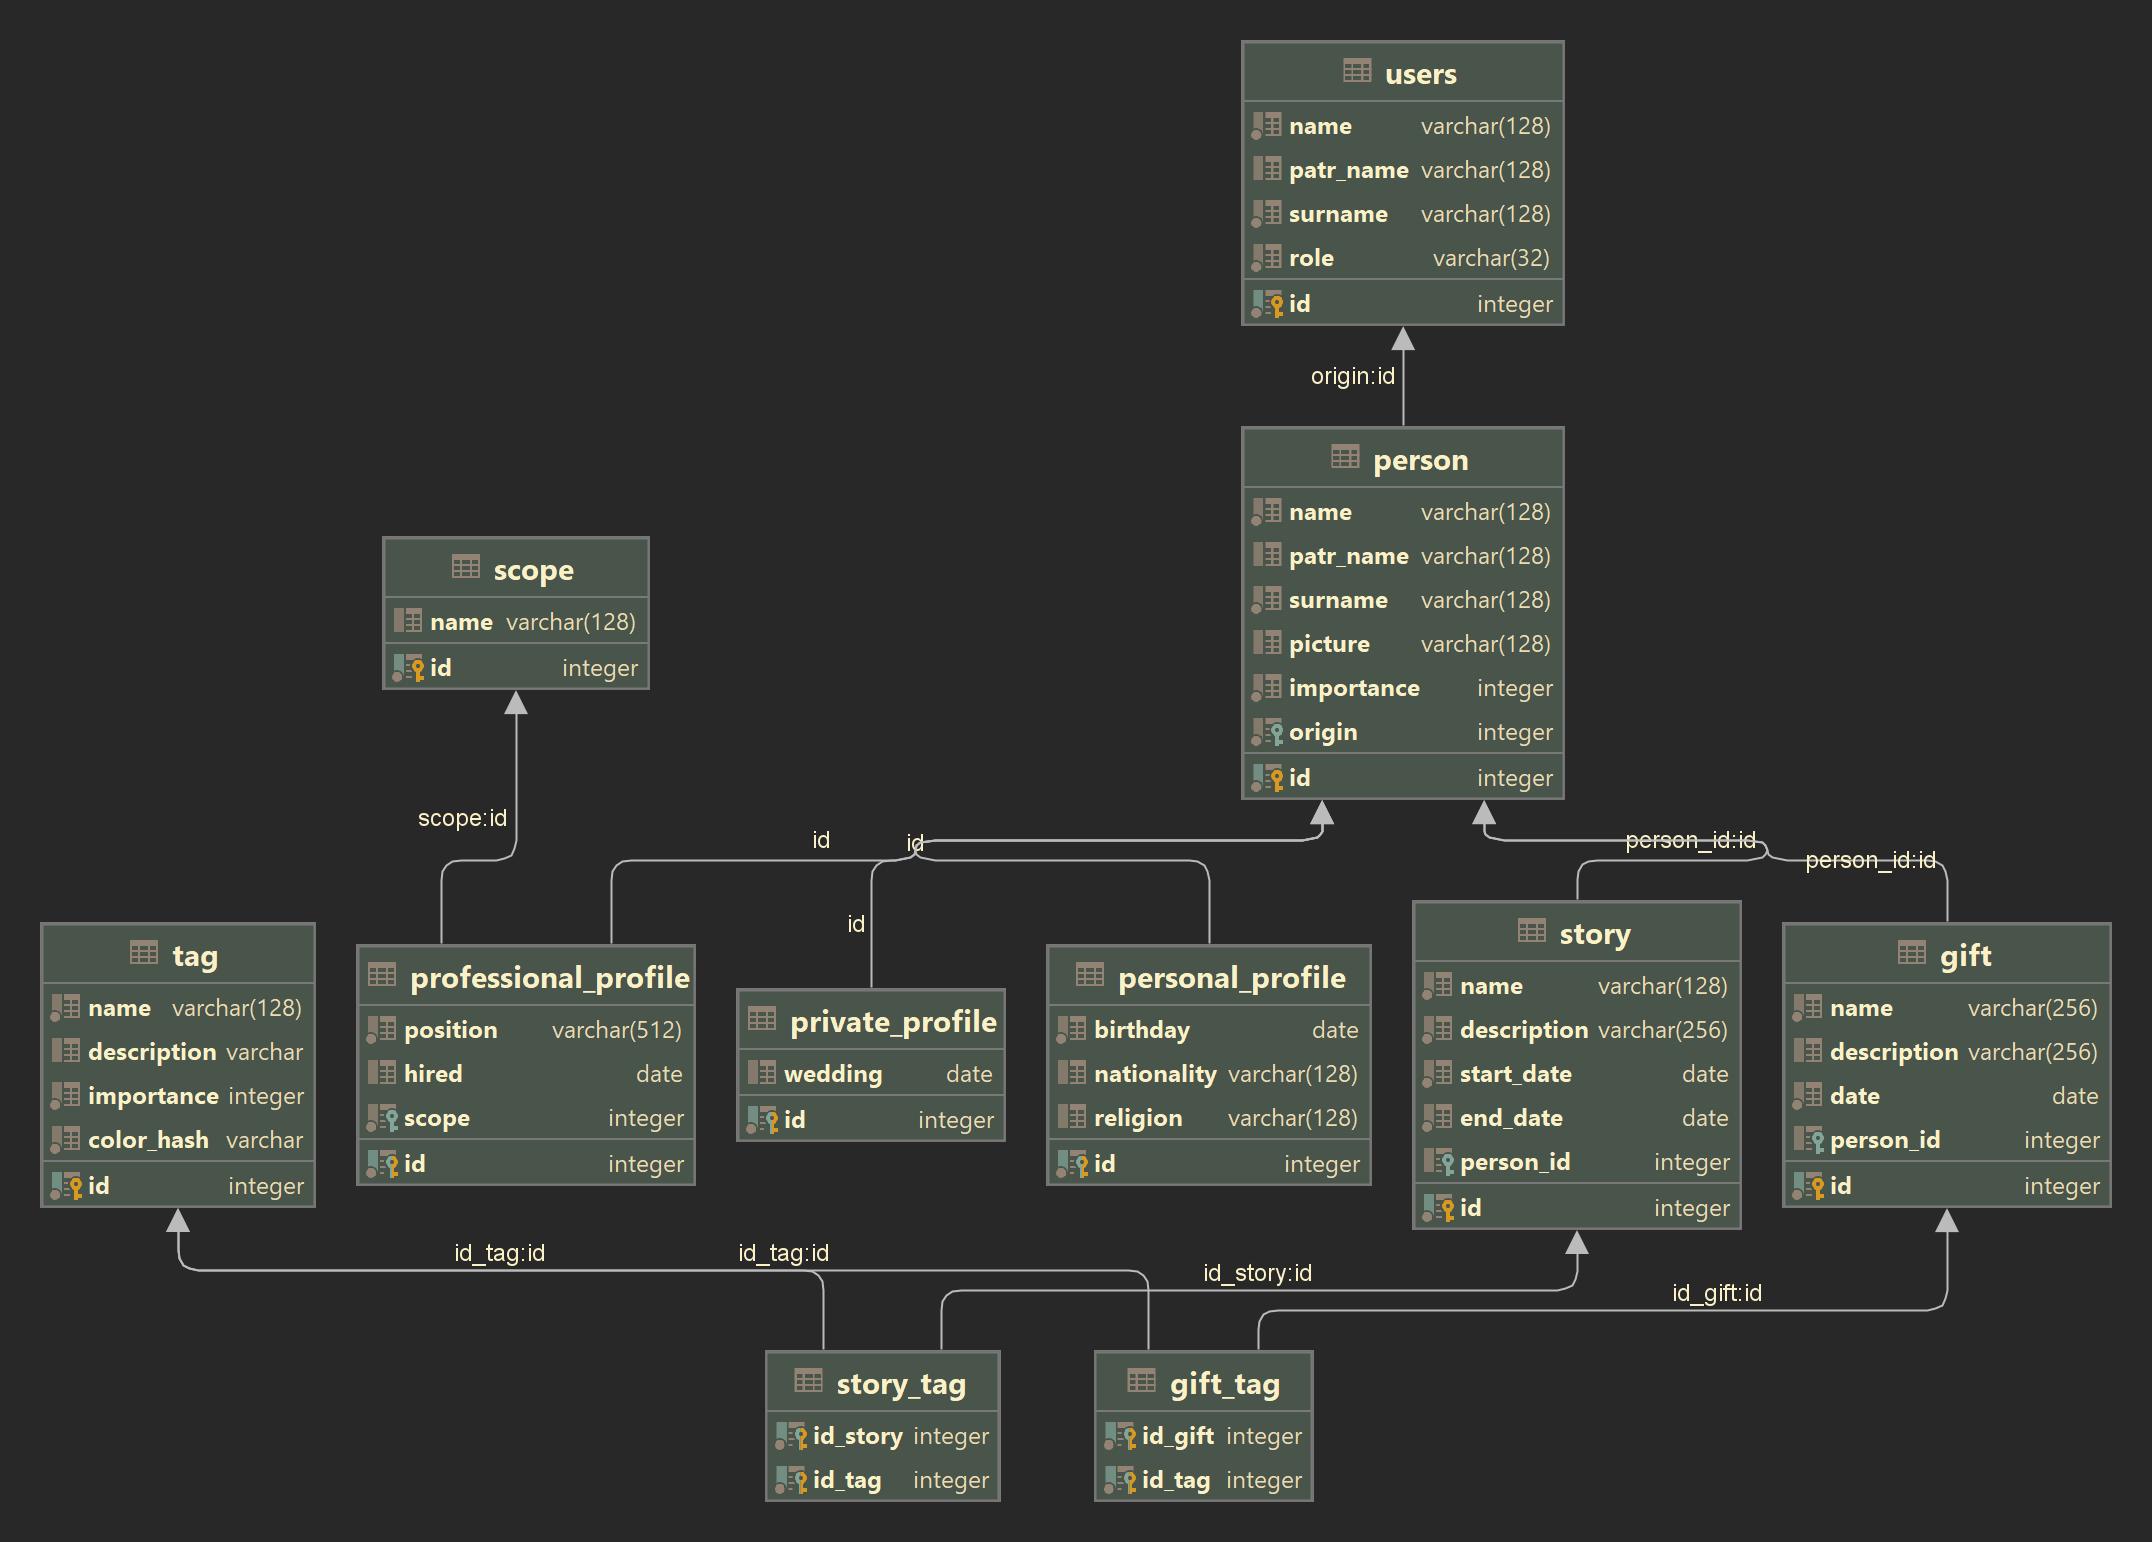 users
name varchar(128)
patr_name varchar(128)
surname varchar(128)
role varchar(32)
id integer
origin:id
person
name varchar(128)
patr_name varchar(128)
surname varchar(128)
picture varchar(128)
importance integer
origin integer
id integer
scope
name varchar(128)
id integer
scope:id
id
id
id
person_id:id
person_id:id
tag
name varchar(128)
description varchar
importance integer
color_hash varchar
id integer
professional_profile
position varchar(512)
hired date
scope integer
id integer
private_profile
wedding date
id integer
personal_profile
birthday date
nationality varchar(128)
religion varchar(128)
id integer
story
name varchar(128)
description varchar(256)
start_date date
end_date date
person_id integer
id integer
gift
name varchar(256)
description varchar(256)
date date
person_id integer
id integer
id_tag:id
id_tag:id
id_story:id
id_gift:id
story_tag
id_story integer
id_tag integer
gift_tag
id_gift integer
id_tag integer